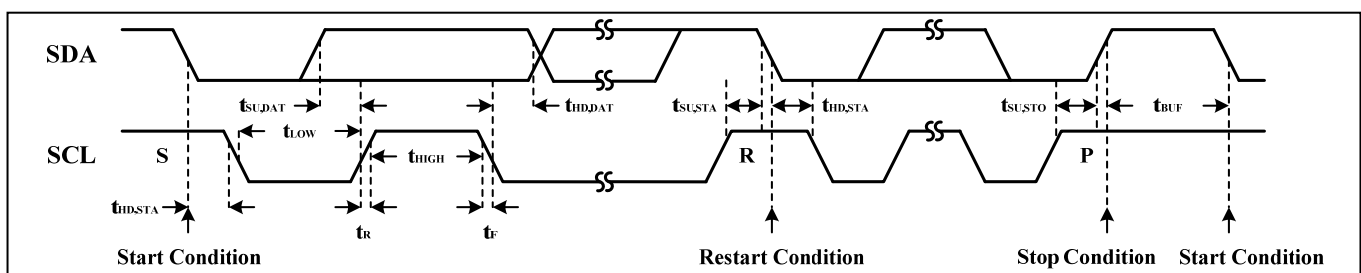 SDA
tSU,DAT tHD,DAT tSU,STA tHD,STA tSU,STO tBUF
tLOW
SCL S tHIGH R P
tHD,STA
tR tF
Start Condition Restart Condition Stop Condition Start Condition